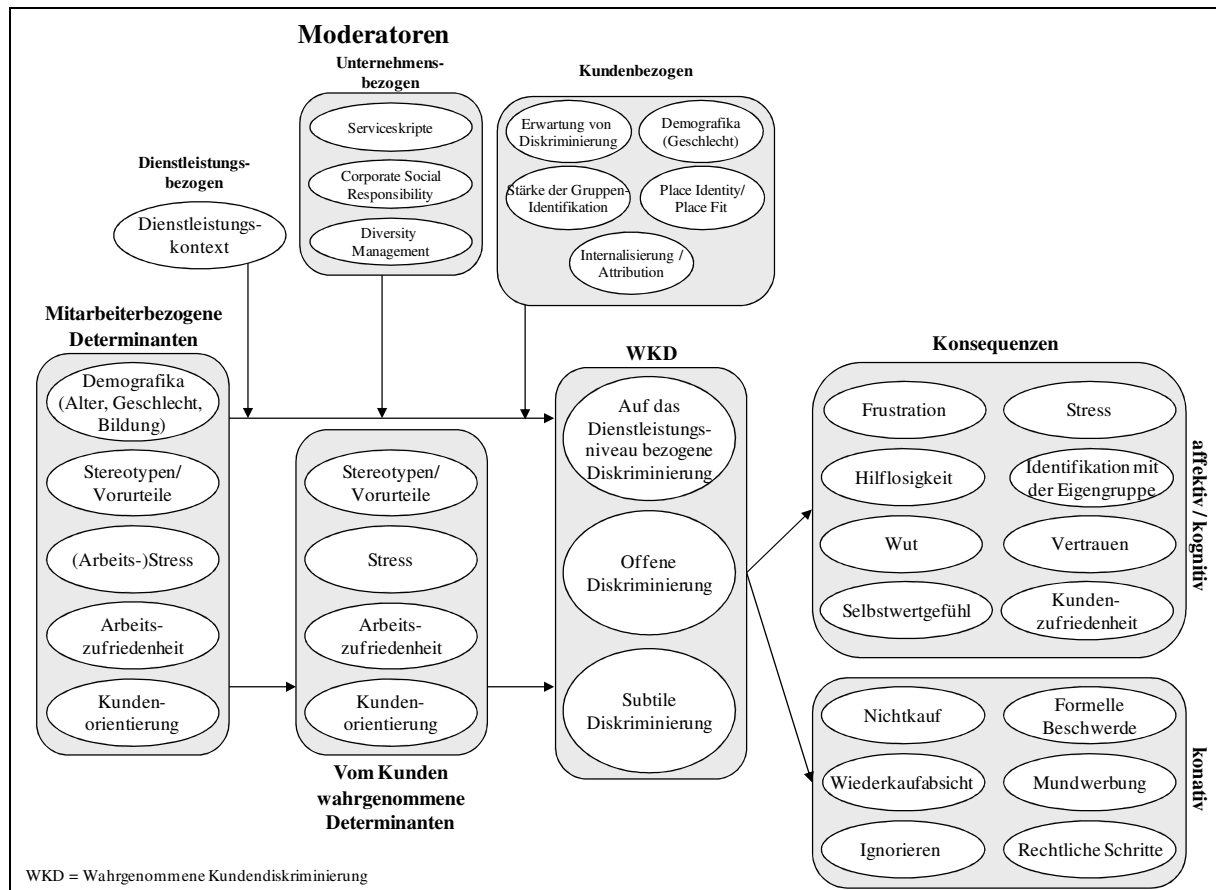 Moderatoren
Unternehmens-
bezogen
Serviceskripte
Corporate Social
Responsibility
Diversity
Management
Kundenbezogen
Erwartung von
Diskriminierung
Demografika
(Geschlecht)
Stärke der Gruppen-
Identifikation
Place Identity/
Place Fit
Internalisierung /
Attribution
Dienstleistungs-
bezogen
Dienstleistungs-
kontext
Mitarbeiterbezogene
Determinanten
Demografika
(Alter, Geschlecht,
Bildung)
Stereotypen/
Vorurteile
(Arbeits-)Stress
Arbeits-
zufriedenheit
Kunden-
orientierung
Stereotypen/
Vorurteile
Stress
Arbeits-
zufriedenheit
Kunden-
orientierung
Vom Kunden
wahrgenommene
Determinanten
WKD
Auf das
Dienstleistungs-
niveau bezogene
Diskriminierung
Offene
Diskriminierung
Subtile
Diskriminierung
Konsequenzen
Frustration
Stress
Hilflosigkeit
Identifikation mit
der Eigengruppe
Wut
Vertrauen
Selbstwertgefühl
Kunden-
zufriedenheit
affektiv / kognitiv
Nichtkauf
Formelle
Beschwerde
Wiederkaufabsicht
Mundwerbung
Ignorieren
Rechtliche Schritte
konativ
WKD = Wahrgenommene Kundendiskriminierung